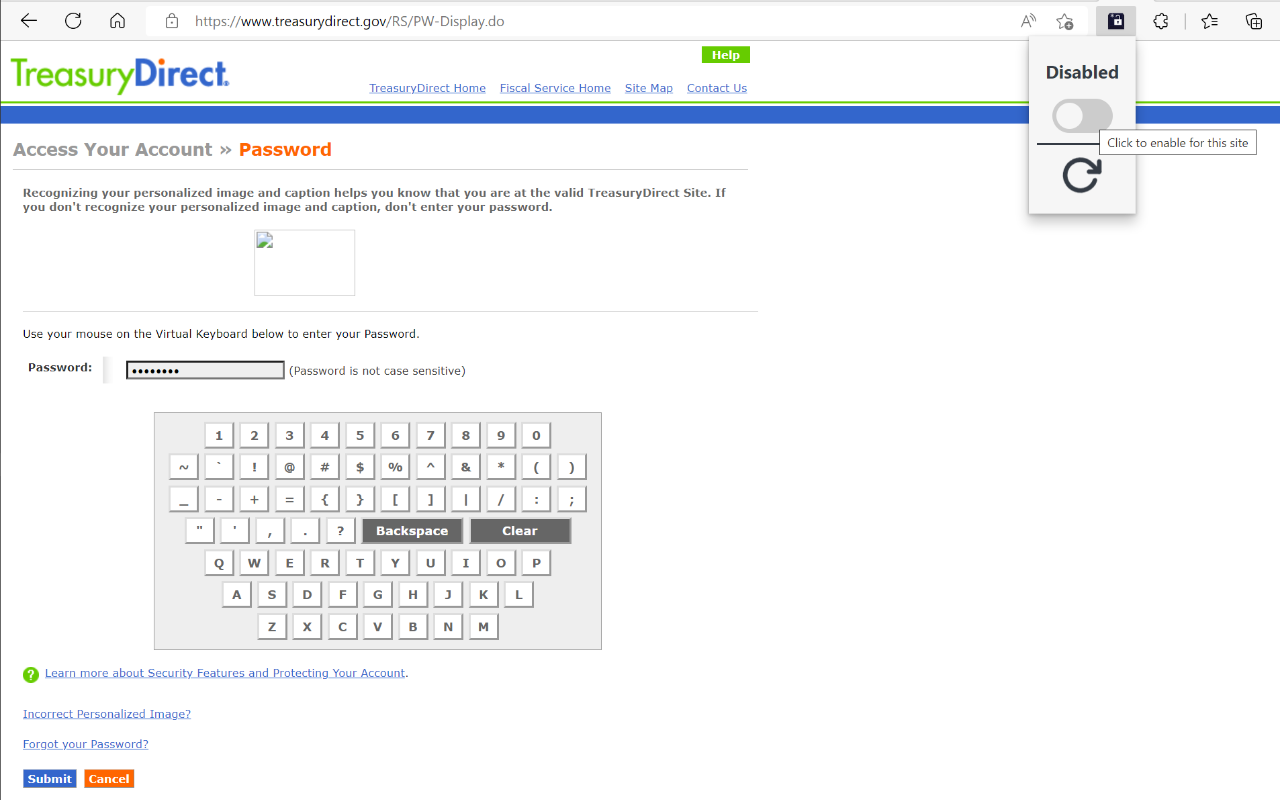 https://www.treasurydirect.gov/RS/PW-Display.do
Disabled
Click to enable for this site
TreasuryDirect®
Help
TreasuryDirect Home Fiscal Service Home Site Map Contact Us
Access Your Account » Password
Recognizing your personalized image and caption helps you know that you are at the valid TreasuryDirect Site. If
you don't recognize your personalized image and caption, don't enter your password.
Use your mouse on the Virtual Keyboard below to enter your Password.
Password: •••••••• (Password is not case sensitive)
1 2 3 4 5 6 7 8 9 0
~ ` ! @ # $ % ^ & * ( )
_ - + = { } [ ] | / : ;
" ' , . ? Backspace Clear
Q W E R T Y U I O P
A S D F G H J K L
Z X C V B N M
? Learn more about Security Features and Protecting Your Account.
Incorrect Personalized Image?
Forgot your Password?
Submit Cancel